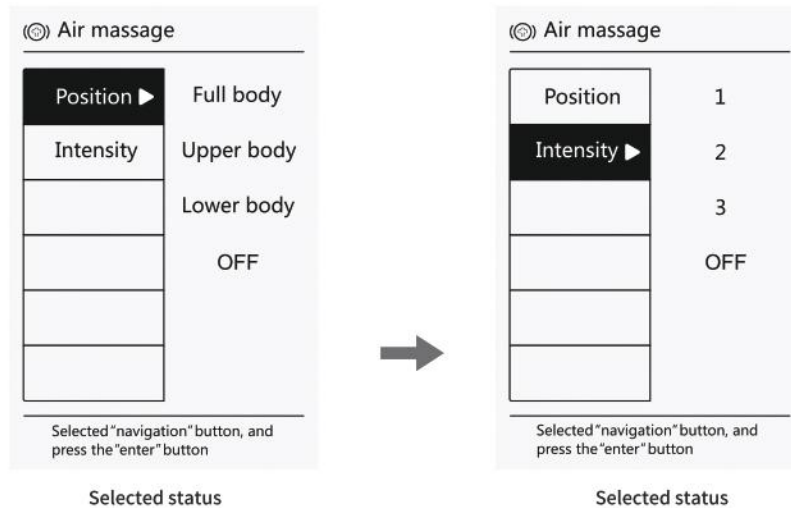 Air massage
Position Full body
Intensity Upper body
Lower body
OFF
Selected"navigation"button, and
press the"enter"button
Selected status
Air massage
Position 1
Intensity 2
3
OFF
Selected"navigation"button, and
press the"enter"button
Selected status